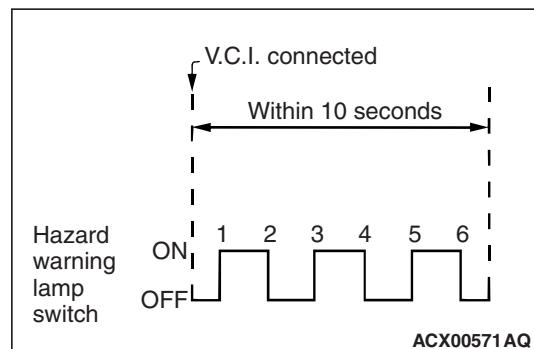 V.C.I. connected
Within 10 seconds
1 2 3 4 5 6
Hazard
warning
lamp
switch
ON
OFF
ACX00571AQ